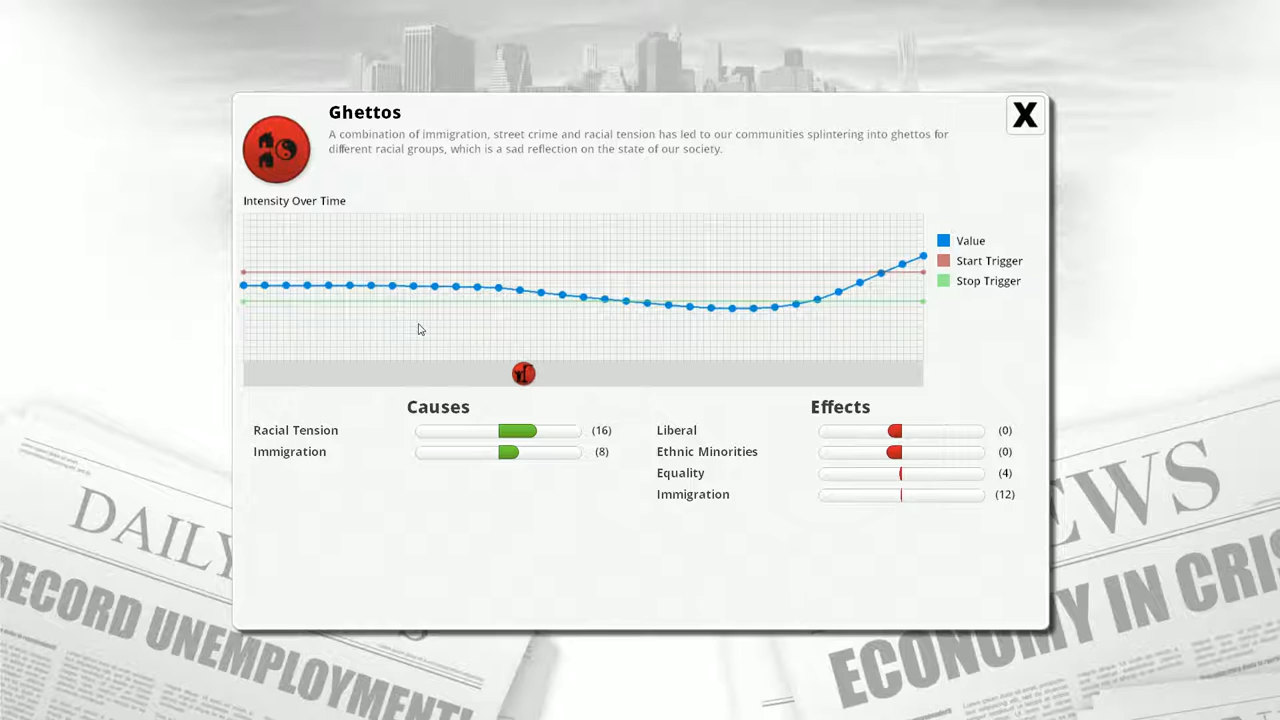 Ghettos
X
A combination of immigration, street crime and racial tension has led to our communities splintering into ghettos for
different racial groups, which is a sad reflection on the state of our society.
Intensity Over Time
Value
Start Trigger
Stop Trigger
Causes
Racial Tension (16)
Immigration (8)
Effects
Liberal (0)
Ethnic Minorities (0)
Equality (4)
Immigration (12)
DAILY
RECORD UNEMPLOYMENT
EWS
ECONOMY IN CRIS